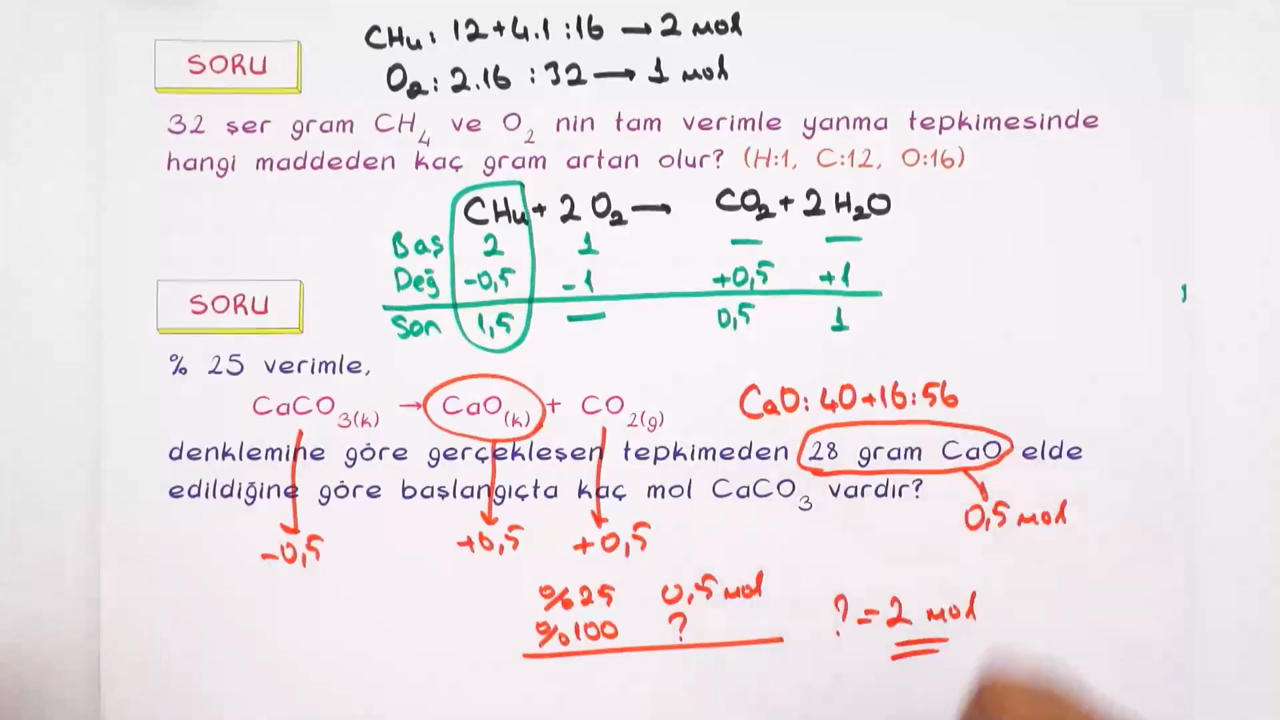 CH4: 12+4.1:16 → 2 mol
SORU
O2: 2.16 : 32 → 1 mol
32 şer gram CH4 ve O2 nin tam verimle yanma tepkimesinde
hangi maddeden kaç gram artan olur? (H:1, C:12, O:16)
CH4 + 2 O2 → CO2 + 2 H2O
Baş 2 1 — —
Değ -0,5 -1 +0,5 +1
Son 1,5 — 0,5 1
SORU
% 25 verimle,
CaCO3(k) → CaO(k) + CO2(g)
CaO: 40+16:56
denklemine göre gerçekleşen tepkimeden 28 gram CaO elde
edildiğine göre başlangıçta kaç mol CaCO3 vardır?
0,5 mol
-0,5 +0,5 +0,5
%25 0,5 mol
%100 ?
? = 2 mol